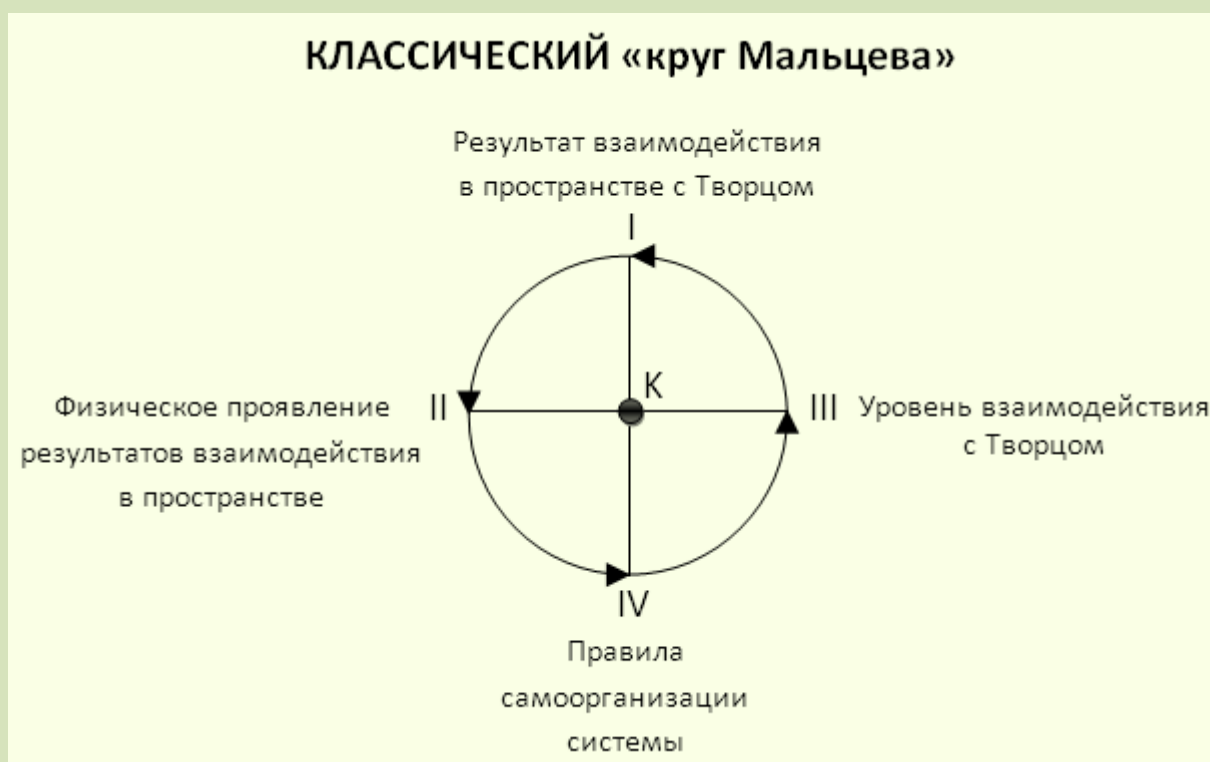 КЛАССИЧЕСКИЙ «круг Мальцева»
Результат взаимодействия
в пространстве с Творцом
I
K
Физическое проявление
результатов взаимодействия
в пространстве
II
III
Уровень взаимодействия
с Творцом
IV
Правила
самоорганизации
системы